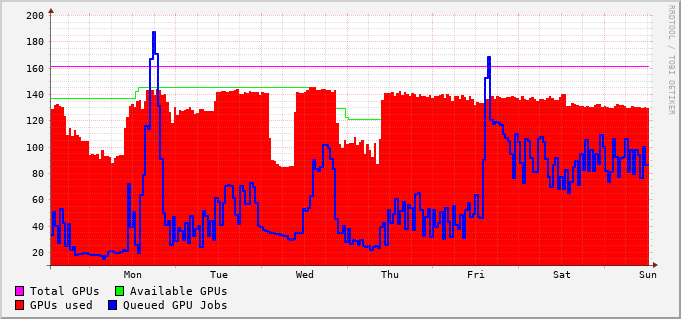 200
180
160
140
120
100
80
60
40
20
Mon Tue Wed Thu Fri Sat Sun
Total GPUs Available GPUs
GPUs used Queued GPU Jobs
RRDTOOL / TOBI OETIKER